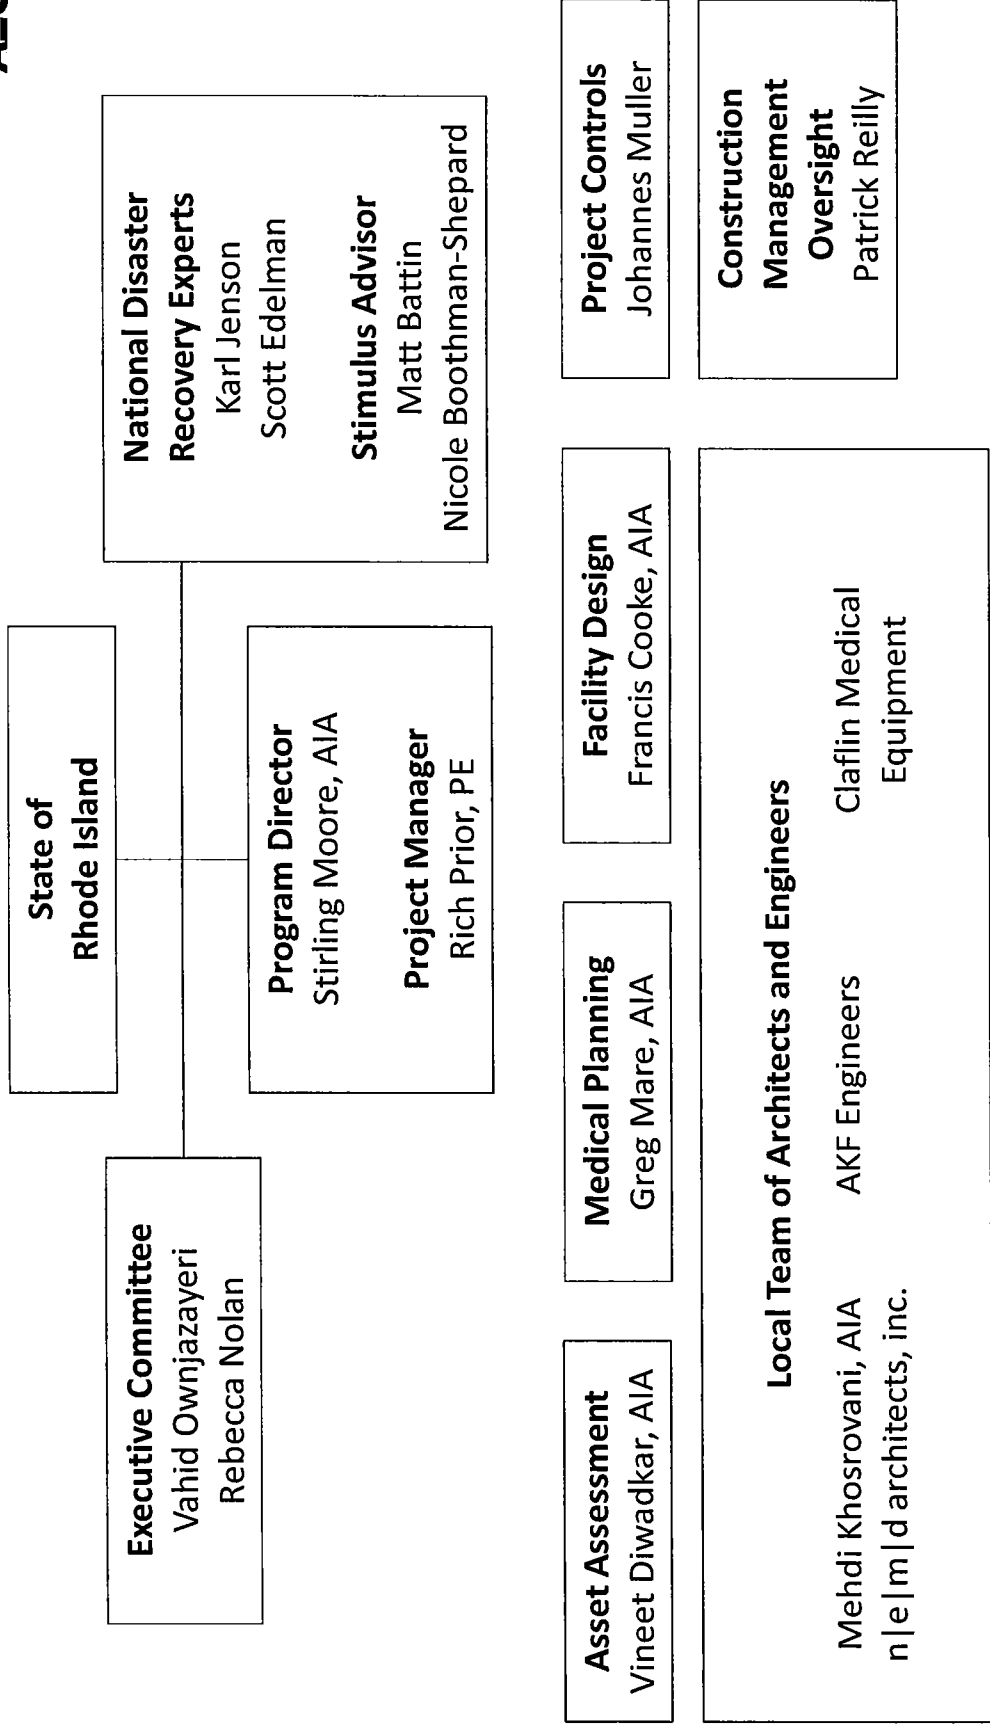 State of
Rhode Island
Executive Committee
Vahid Ownjazayeri
Rebecca Nolan
National Disaster
Recovery Experts
Karl Jenson
Scott Edelman
Stimulus Advisor
Matt Battin
Nicole Boothman-Shepard
Program Director
Stirling Moore, AIA
Project Manager
Rich Prior, PE
Asset Assessment
Vineet Diwadkar, AIA
Medical Planning
Greg Mare, AIA
Facility Design
Francis Cooke, AIA
Project Controls
Johannes Muller
Local Team of Architects and Engineers
Mehdi Khosrovani, AIA
n|e|m|d architects, inc.
AKF Engineers
Claflin Medical
Equipment
Construction
Management
Oversight
Patrick Reilly